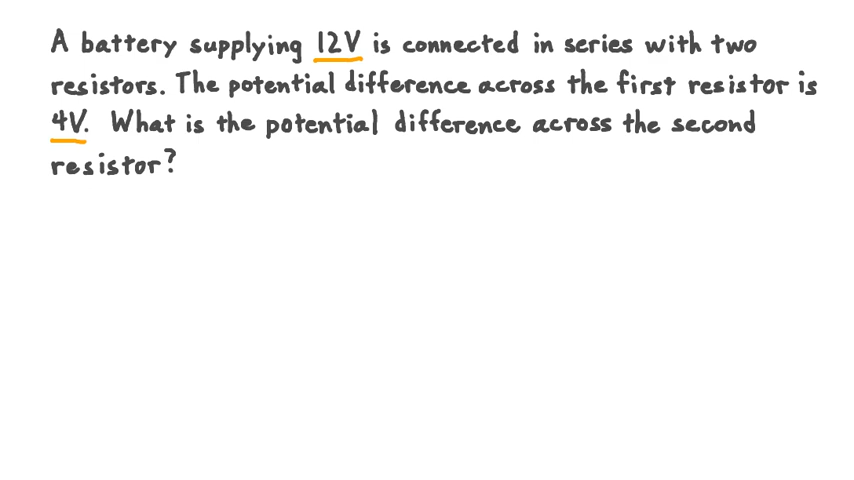 A battery supplying 12V is connected in series with two
resistors. The potential difference across the first resistor is
4V. What is the potential difference across the second
resistor?